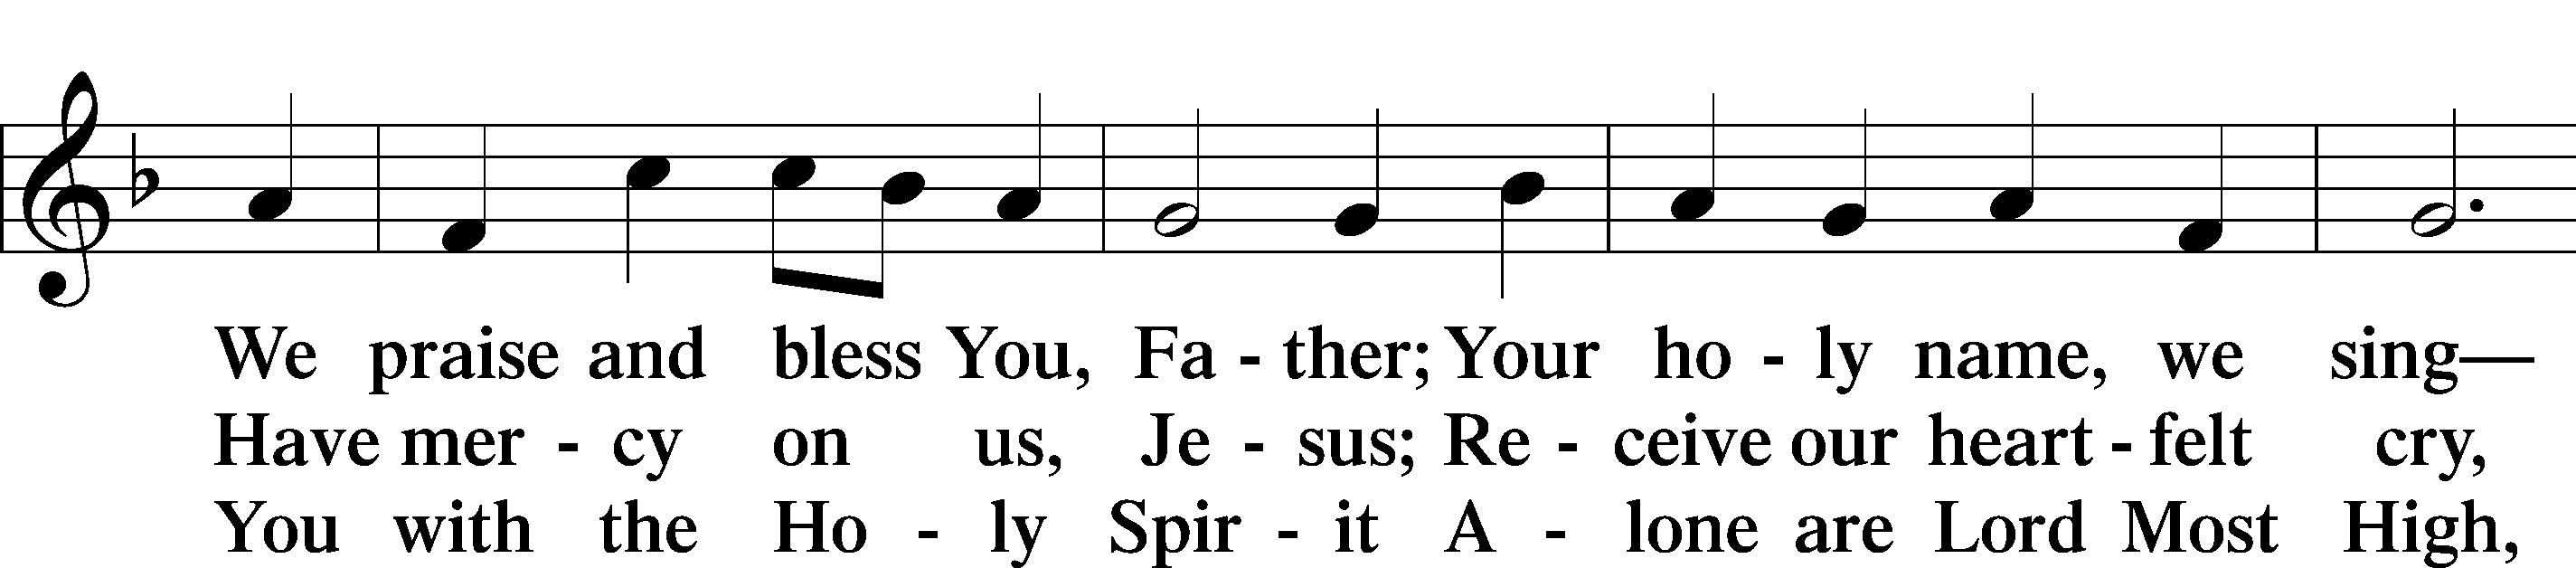 We praise and bless You, Fa - ther; Your ho - ly name, we sing—
Have mer - cy on us, Je - sus; Re - ceive our heart - felt cry,
You with the Ho - ly Spir - it A - lone are Lord Most High,